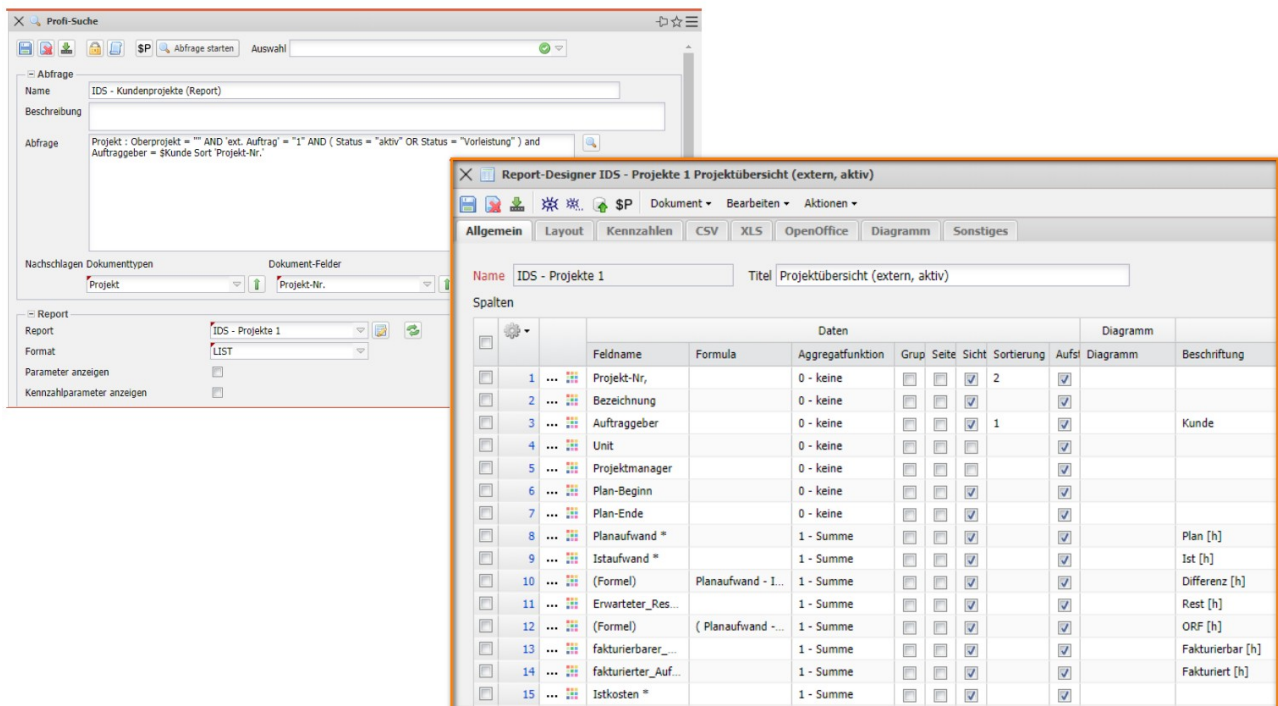 Profi-Suche
$P Abfrage starten Auswahl
Abfrage
Name IDS - Kundenprojekte (Report)
Beschreibung
Abfrage Projekt : Oberprojekt = "" AND 'ext. Auftrag' = "1" AND ( Status = "aktiv" OR Status = "Vorleistung" ) and
Auftraggeber = $Kunde Sort 'Projekt-Nr.'
Nachschlagen Dokumenttypen Dokument-Felder
Projekt Projekt-Nr.
Report
Report IDS - Projekte 1
Format LIST
Parameter anzeigen
Kennzahlparameter anzeigen
Report-Designer IDS - Projekte 1 Projektübersicht (extern, aktiv)
$P Dokument Bearbeiten Aktionen
Allgemein Layout Kennzahlen CSV XLS OpenOffice Diagramm Sonstiges
Name IDS - Projekte 1 Titel Projektübersicht (extern, aktiv)
Spalten
Daten Diagramm
Feldname Formula Aggregatfunktion Grup Seite Sicht Sortierung Aufst Diagramm Beschriftung
1 ... Projekt-Nr, 0 - keine 2
2 ... Bezeichnung 0 - keine
3 ... Auftraggeber 0 - keine 1 Kunde
4 ... Unit 0 - keine
5 ... Projektmanager 0 - keine
6 ... Plan-Beginn 0 - keine
7 ... Plan-Ende 0 - keine
8 ... Planaufwand * 1 - Summe Plan [h]
9 ... Istaufwand * 1 - Summe Ist [h]
10 ... (Formel) Planaufwand - I... 1 - Summe Differenz [h]
11 ... Erwarteter_Res... 1 - Summe Rest [h]
12 ... (Formel) ( Planaufwand -... 1 - Summe ORF [h]
13 ... fakturierbarer_... 1 - Summe Fakturierbar [h]
14 ... fakturierter_Auf... 1 - Summe Fakturiert [h]
15 ... Istkosten * 1 - Summe